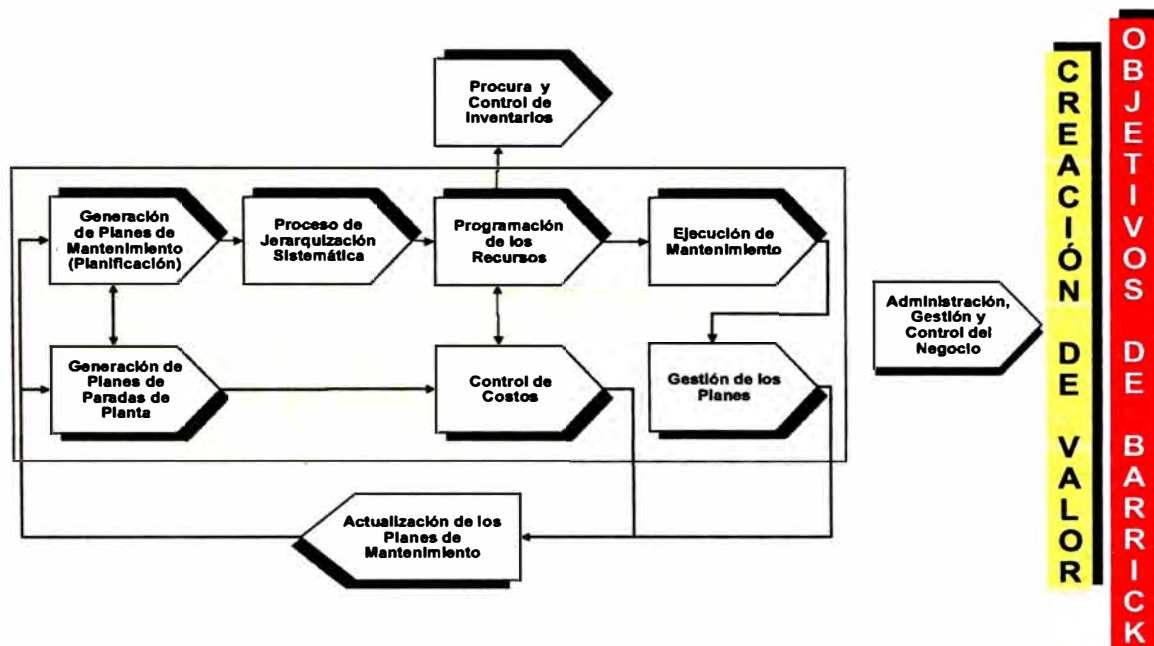 Procura y
Control de
Inventarios
Generación
de Planes de
Mantenimiento
(Planificación)
Proceso de
Jerarquización
Sistemática
Programación
de los
Recursos
Ejecución de
Mantenimiento
Administración,
Gestión y
Control del
Negocio
Generación de
Planes de
Paradas de
Planta
Control de
Costos
Gestión de los
Planes
Actualización de los
Planes de
Mantenimiento
CREACIÓN DE VALOR
OBJETIVOS DE BARRICK